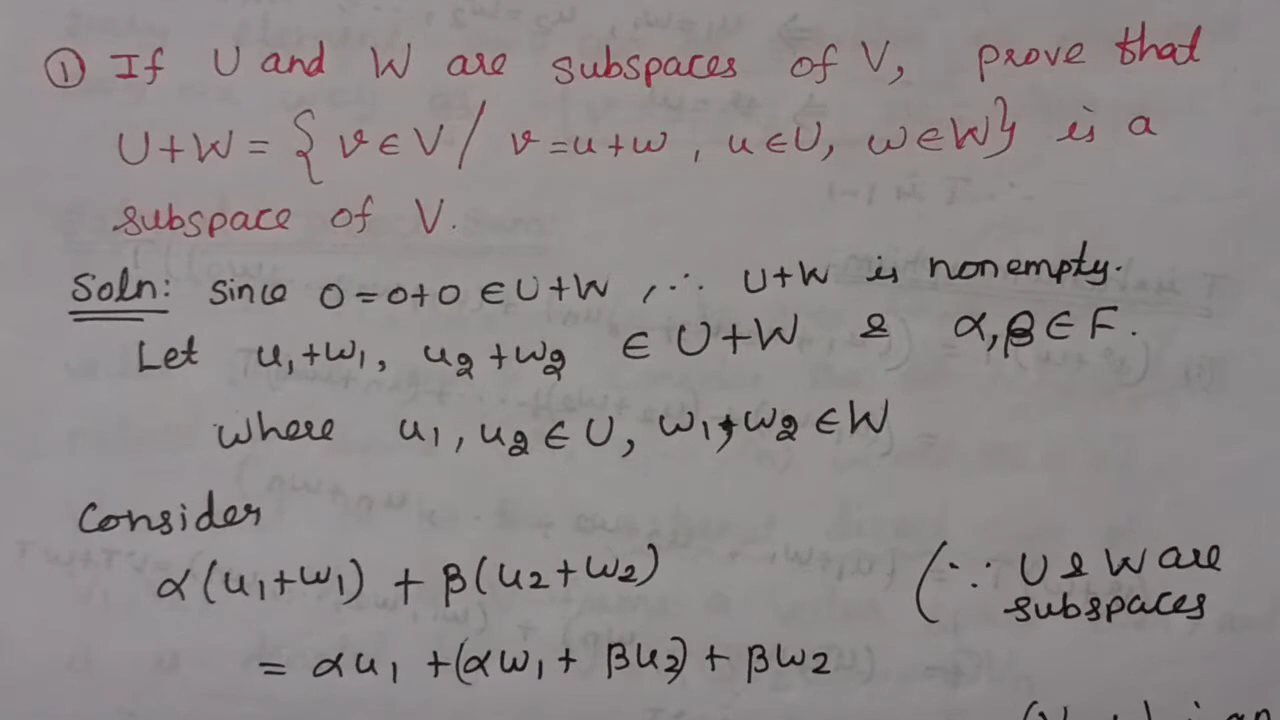 ① If U and W are subspaces of V, prove that
U+W = {v∈V/ v=u+w, u∈U, w∈W} is a
subspace of V.
Soln: Since 0=0+0 ∈U+W, ∴ U+W is nonempty.
Let u₁+w₁, u₂+w₂ ∈ U+W & α,β∈F.
where u₁, u₂∈U, w₁,w₂∈W
Consider
α(u₁+w₁) + β(u₂+w₂) (∵ U & W are
subspaces
= αu₁ +(αw₁+ βu₂) + βw₂